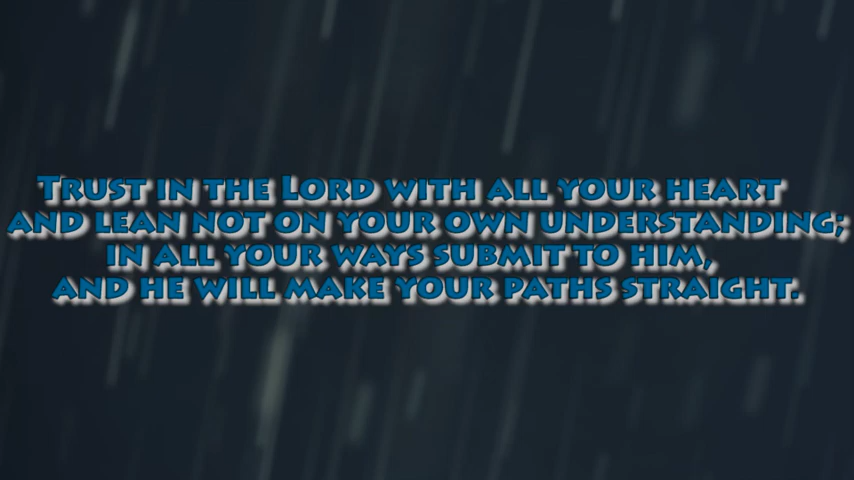 Trust in the Lord with all your heart
and lean not on your own understanding;
in all your ways submit to him,
and he will make your paths straight.